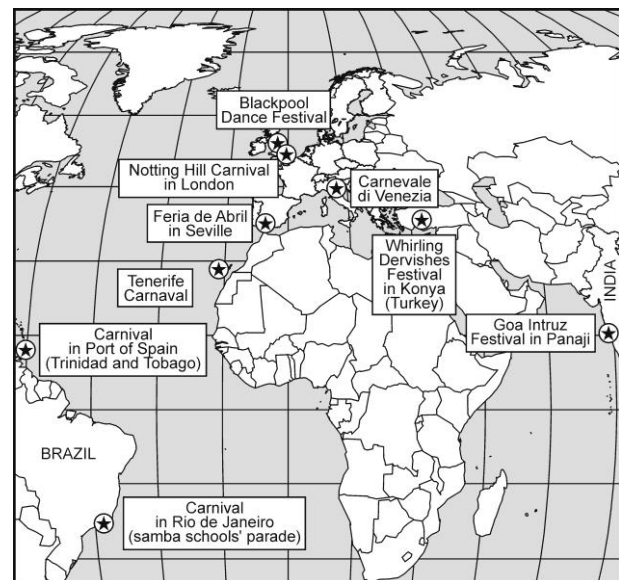 Blackpool
Dance Festival
Notting Hill Carnival
in London
Carnevale
di Venezia
Feria de Abril
in Seville
Whirling
Dervishes
Festival
in Konya
(Turkey)
Tenerife
Carnaval
INDIA
Goa Intruz
Festival in Panaji
Carnival
in Port of Spain
(Trinidad and Tobago)
BRAZIL
Carnival
in Rio de Janeiro
(samba schools' parade)